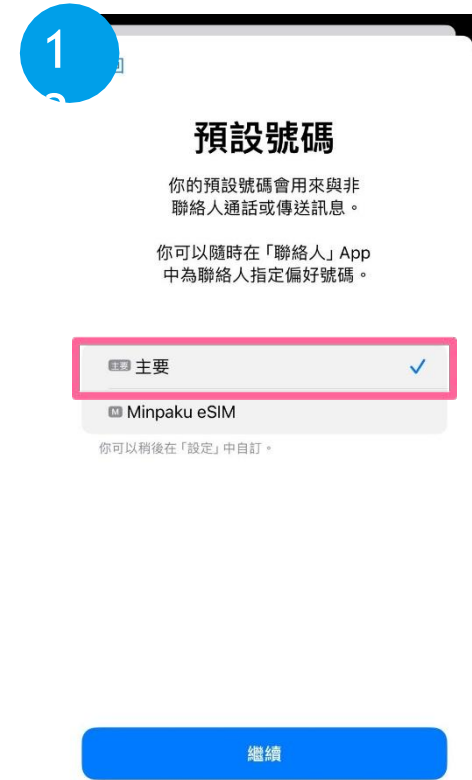 1
預設號碼
你的預設號碼會用來與非
聯絡人通話或傳送訊息。
你可以隨時在「聯絡人」App
中為聯絡人指定偏好號碼。
主要 主要
M Minpaku eSIM
你可以稍後在「設定」中自訂。
繼續